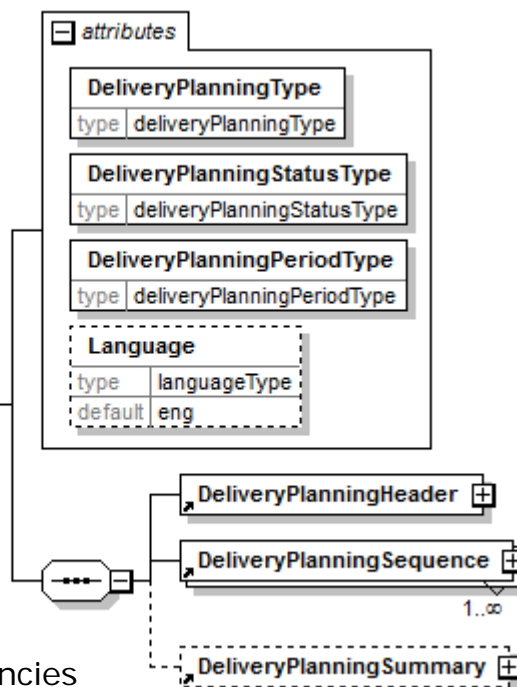 attributes
DeliveryPlanningType
type deliveryPlanningType
DeliveryPlanningStatusType
type deliveryPlanningStatusType
DeliveryPlanningPeriodType
type deliveryPlanningPeriodType
Language
type languageType
default eng
DeliveryPlanningHeader
DeliveryPlanningSequence
1..∞
DeliveryPlanningSummary
ncies